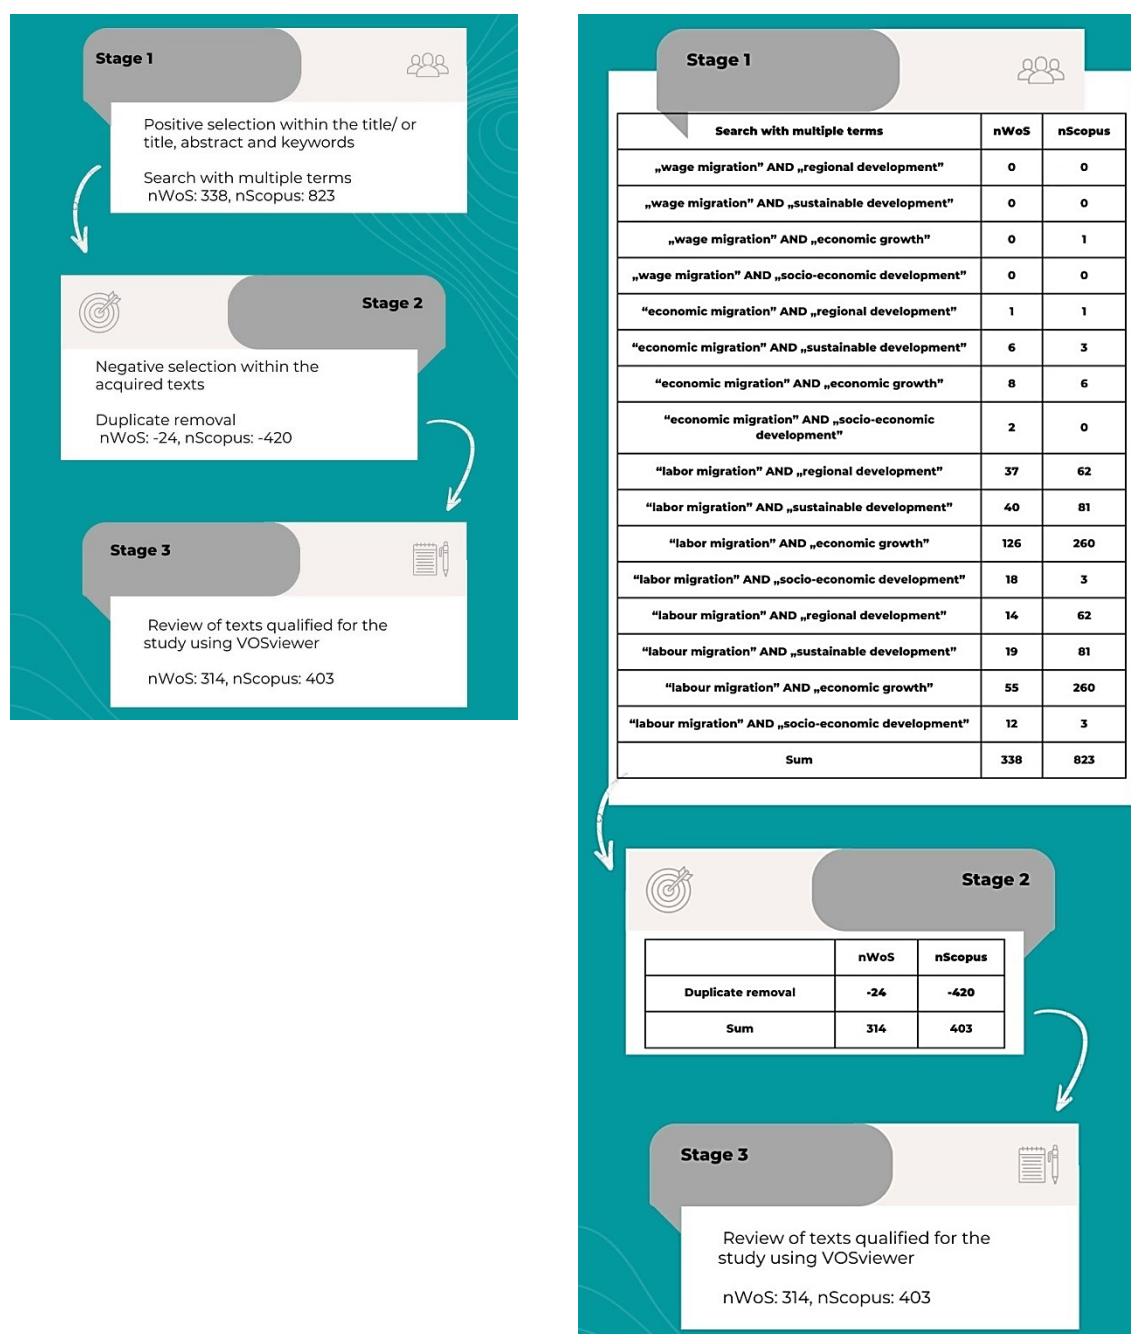 Stage 1
Positive selection within the title/ or
title, abstract and keywords
Search with multiple terms
nWoS: 338, nScopus: 823
Stage 2
Negative selection within the
acquired texts
Duplicate removal
nWoS: -24, nScopus: -420
Stage 3
Review of texts qualified for the
study using VOSviewer
nWoS: 314, nScopus: 403
Stage 1
Search with multiple terms nWoS nScopus
„wage migration” AND „regional development” 0 0
„wage migration” AND „sustainable development” 0 0
„wage migration” AND „economic growth” 0 1
„wage migration” AND „socio-economic development” 0 0
“economic migration” AND „regional development” 1 1
“economic migration” AND „sustainable development” 6 3
“economic migration” AND „economic growth” 8 6
“economic migration” AND „socio-economic
development” 2 0
“labor migration” AND „regional development” 37 62
“labor migration” AND „sustainable development” 40 81
“labor migration” AND „economic growth” 126 260
“labor migration” AND „socio-economic development” 18 3
“labour migration” AND „regional development” 14 62
“labour migration” AND „sustainable development” 19 81
“labour migration” AND „economic growth” 55 260
“labour migration” AND „socio-economic development” 12 3
Sum 338 823
Stage 2
nWoS nScopus
Duplicate removal -24 -420
Sum 314 403
Stage 3
Review of texts qualified for the
study using VOSviewer
nWoS: 314, nScopus: 403